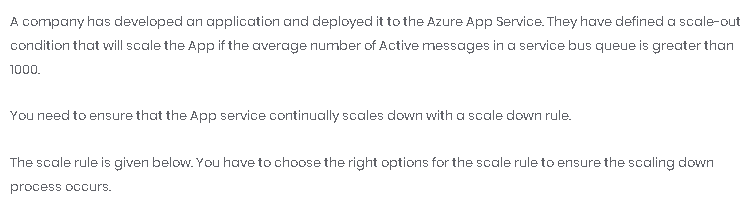 A company has developed an application and deployed it to the Azure App Service. They have defined a scale-out
condition that will scale the App if the average number of Active messages in a service bus queue is greater than
1000.
You need to ensure that the App service continually scales down with a scale down rule.
The scale rule is given below. You have to choose the right options for the scale rule to ensure the scaling down
process occurs.